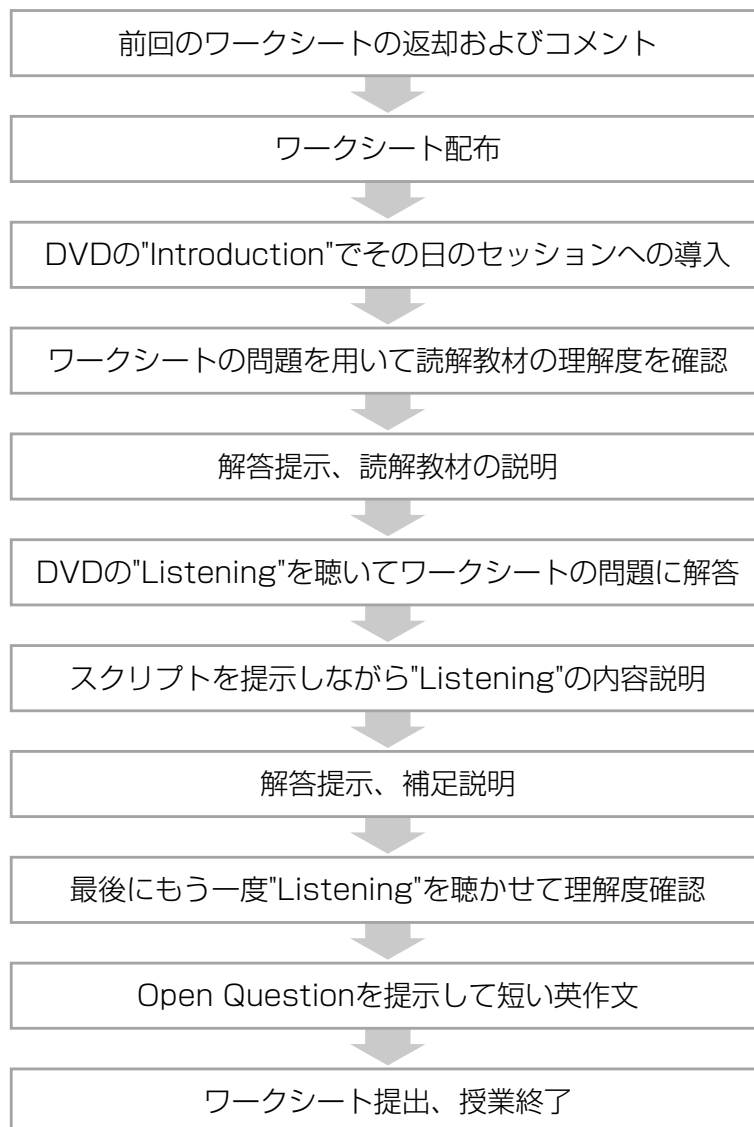 前回のワークシートの返却およびコメント
ワークシート配布
DVDの"Introduction"でその日のセッションへの導入
ワークシートの問題を用いて読解教材の理解度を確認
解答提示、読解教材の説明
DVDの"Listening"を聴いてワークシートの問題に解答
スクリプトを提示しながら"Listening"の内容説明
解答提示、補足説明
最後にもう一度"Listening"を聴かせて理解度確認
Open Questionを提示して短い英作文
ワークシート提出、授業終了